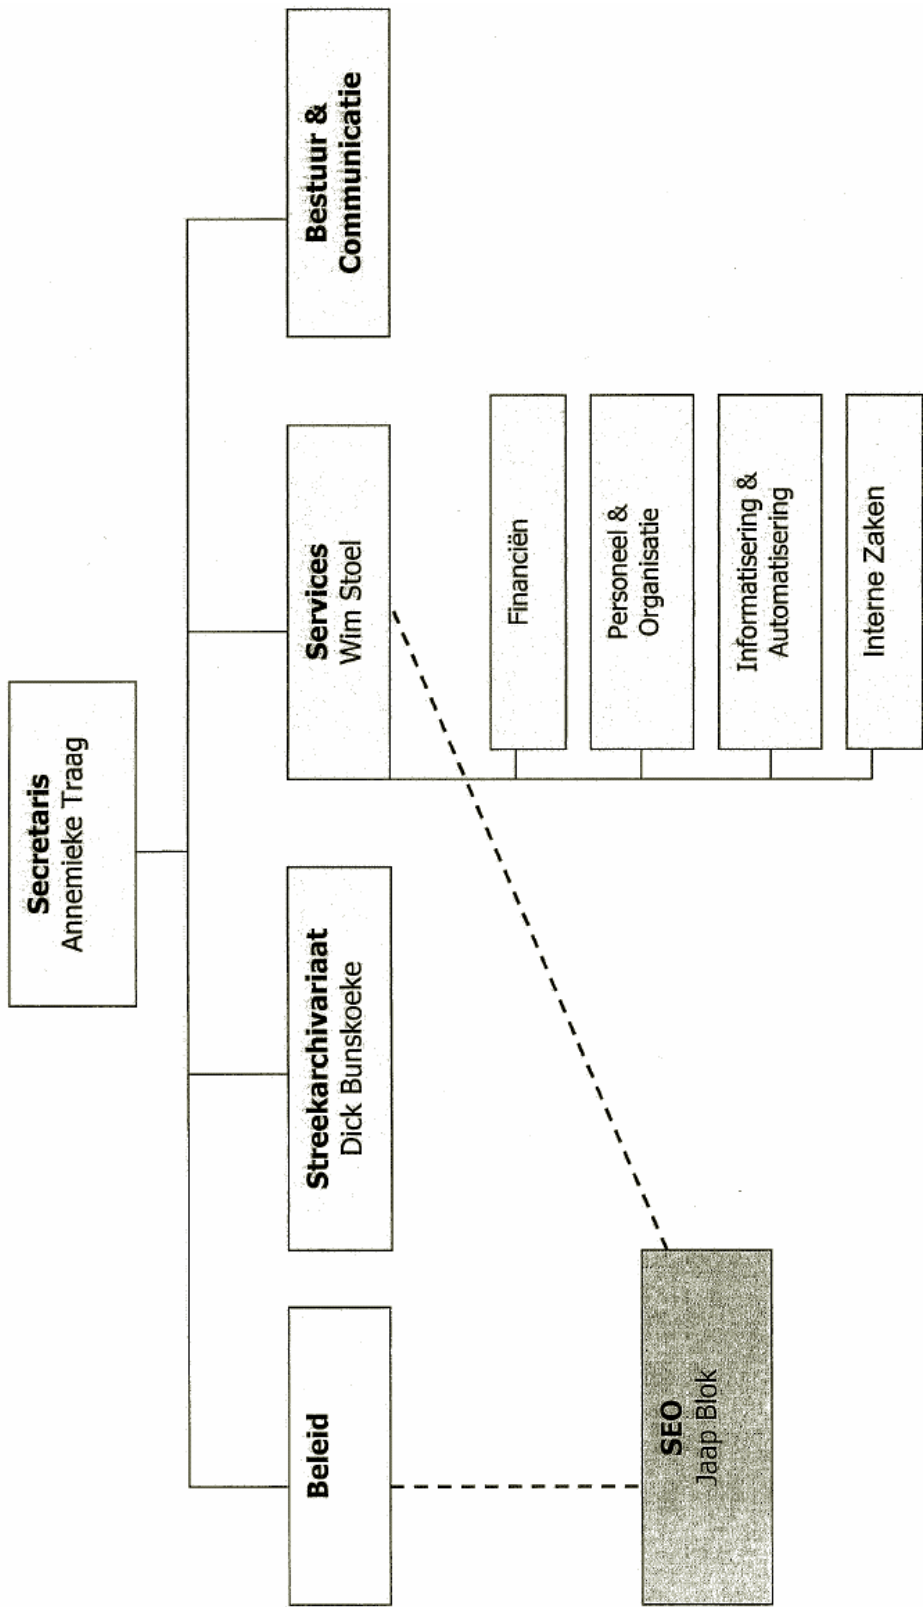 Secretaris
Annemieke Traag
Beleid
Streekarchivariaat
Dick Bunskoeke
Services
Wim Stoel
Bestuur &
Communicatie
Financiën
Personeel &
Organisatie
Informatisering &
Automatisering
Interne Zaken
SEO
Jaap Blok